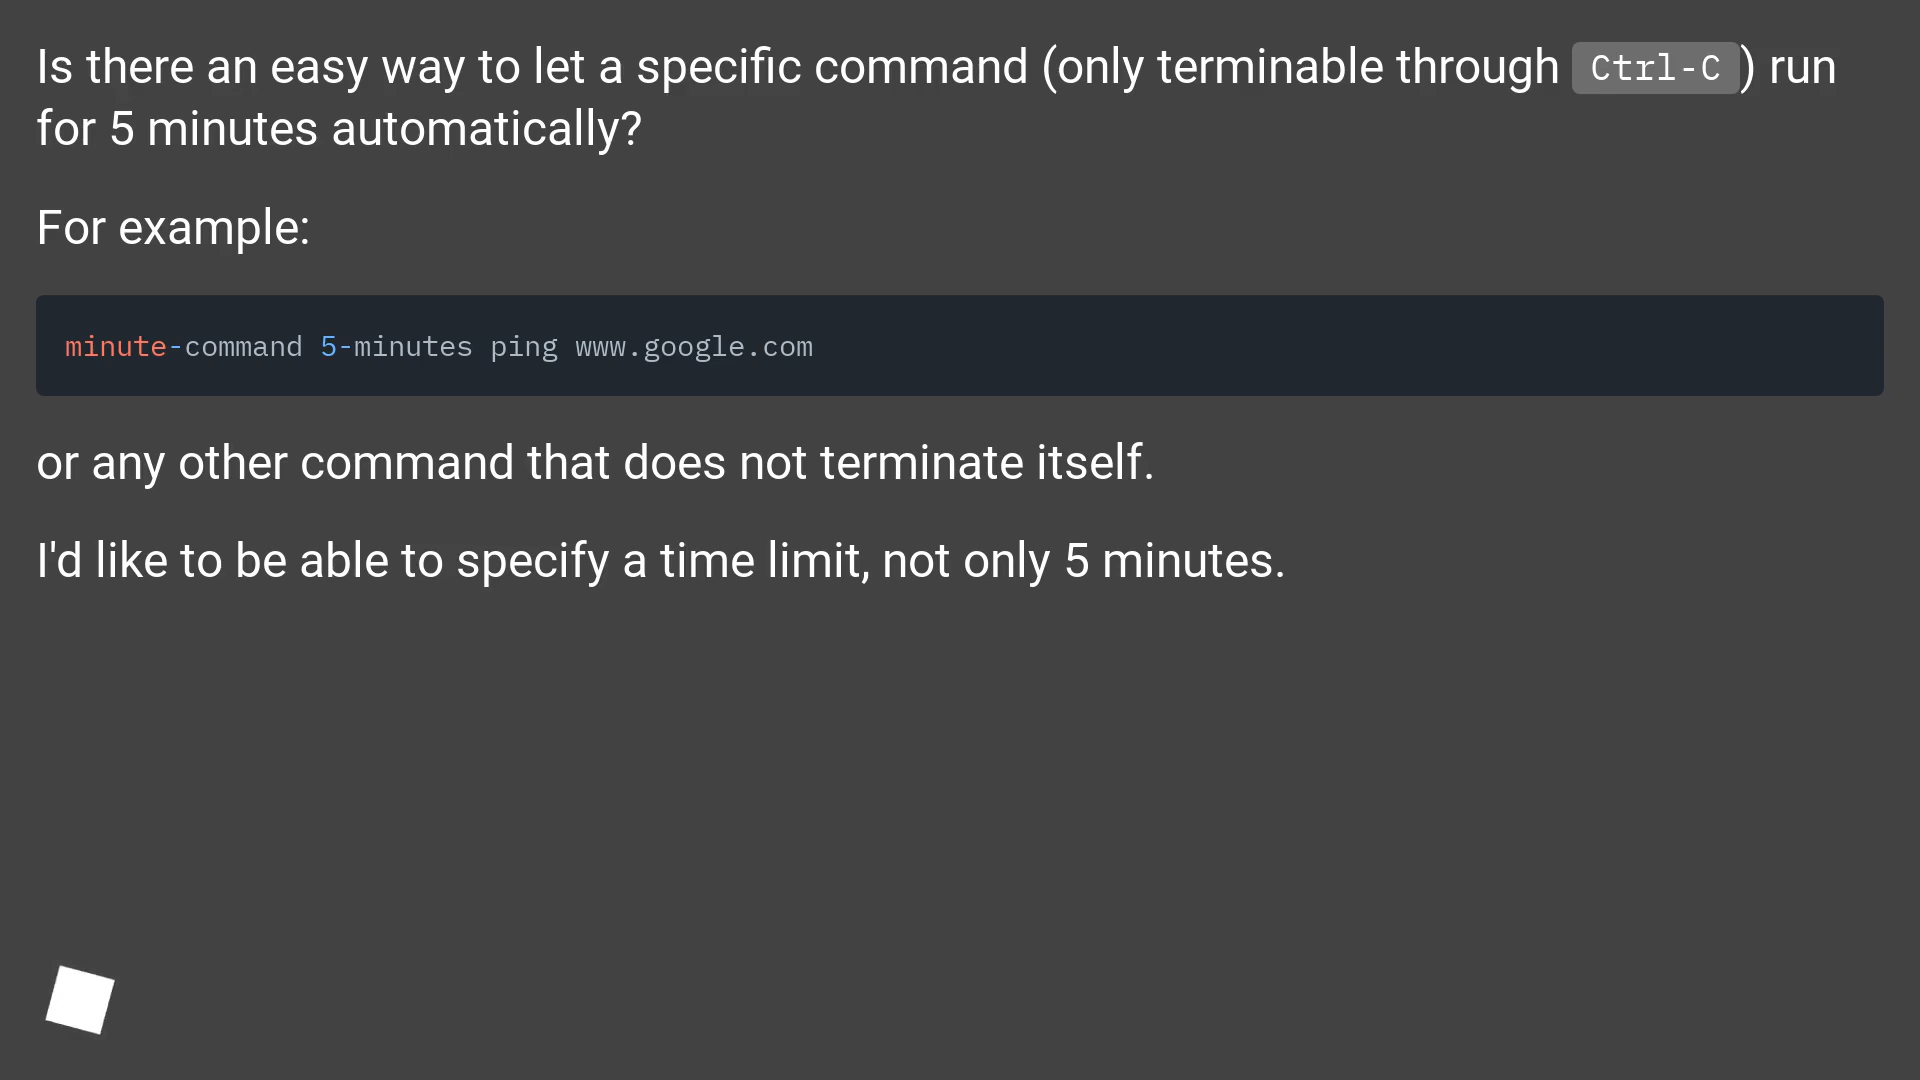 Is there an easy way to let a specific command (only terminable through Ctrl-C) run
for 5 minutes automatically?
For example:
minute-command 5-minutes ping www.google.com
or any other command that does not terminate itself.
I'd like to be able to specify a time limit, not only 5 minutes.